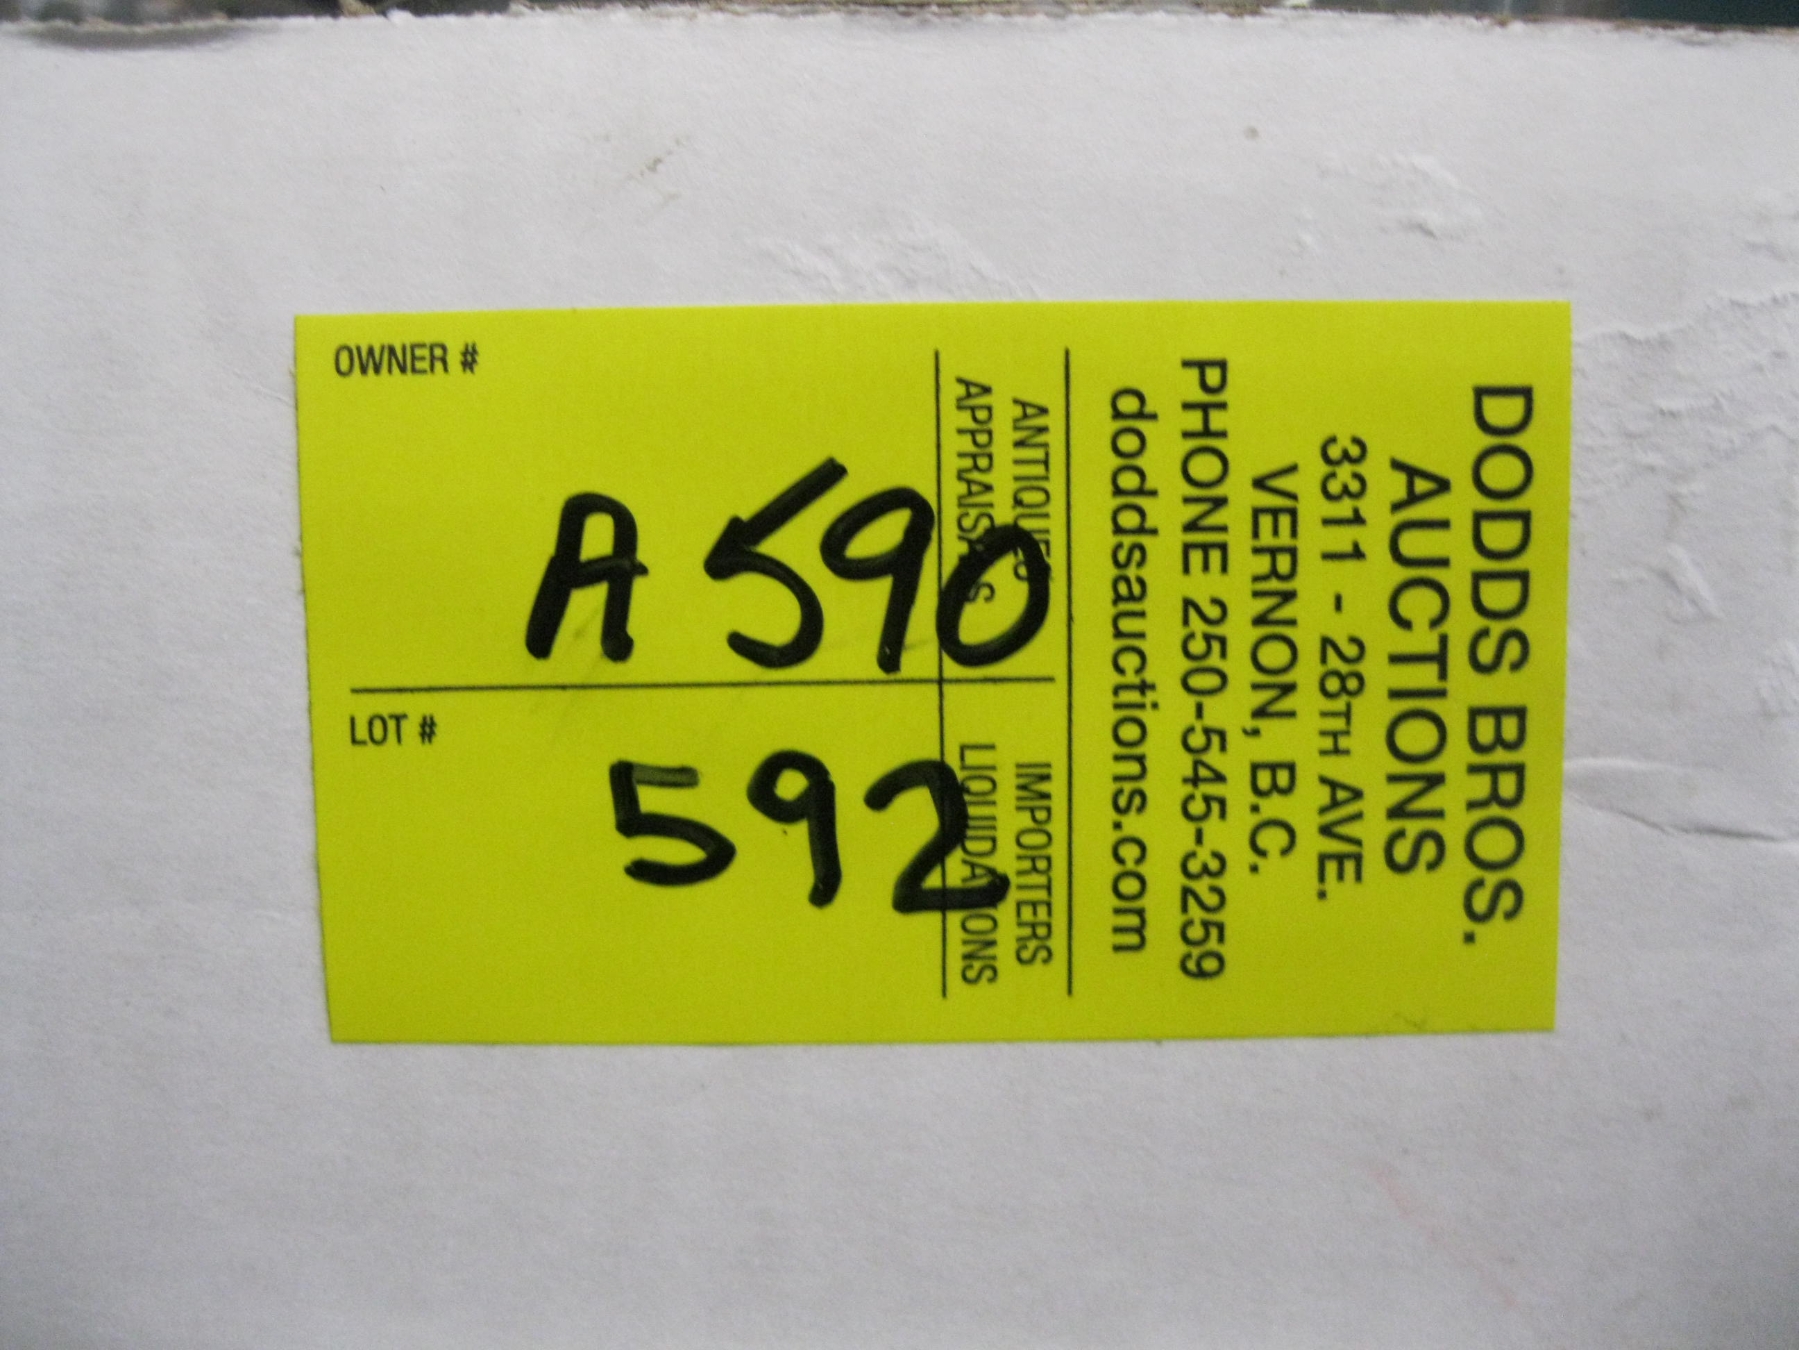 DODDS BROS.
AUCTIONS
3311 - 28TH AVE.
VERNON, B.C.
PHONE 250-545-3259
doddsauctions.com
ANTIQUES IMPORTERS
APPRAISALS LIQUIDATIONS
OWNER #
A 590
LOT #
592